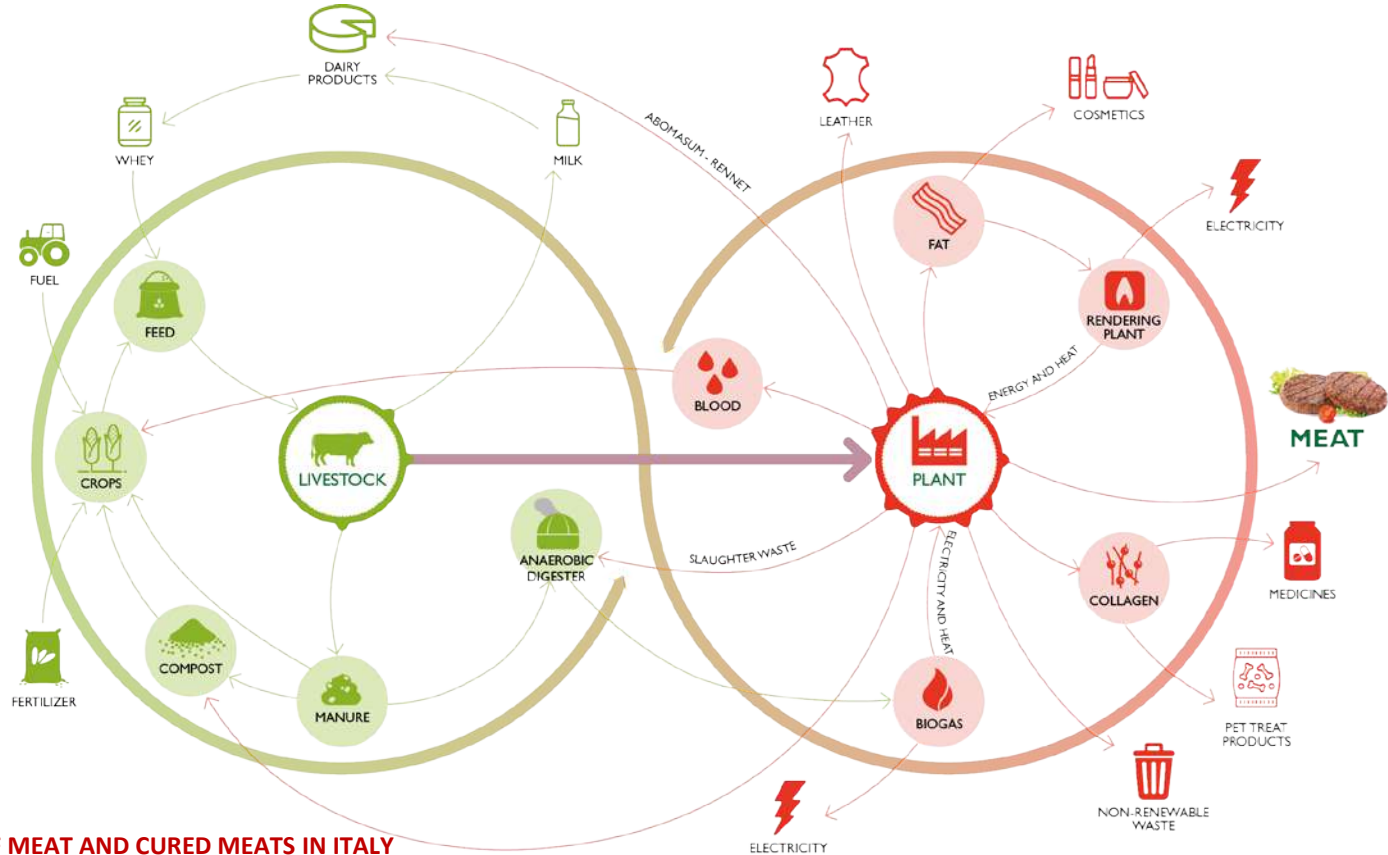 DAIRY
PRODUCTS
WHEY
MILK
ABOMASUM - RENNET
LEATHER
COSMETICS
ELECTRICITY
FUEL
FEED
FAT
RENDERING
PLANT
ENERGY AND HEAT
BLOOD
MEAT
CROPS
LIVESTOCK
PLANT
ANAEROBIC
DIGESTER
SLAUGHTER WASTE
ELECTRICITY AND HEAT
COLLAGEN
MEDICINES
FERTILIZER
COMPOST
MANURE
BIOGAS
PET TREAT
PRODUCTS
NON-RENEWABLE
WASTE
ELECTRICITY
MEAT AND CURED MEATS IN ITALY